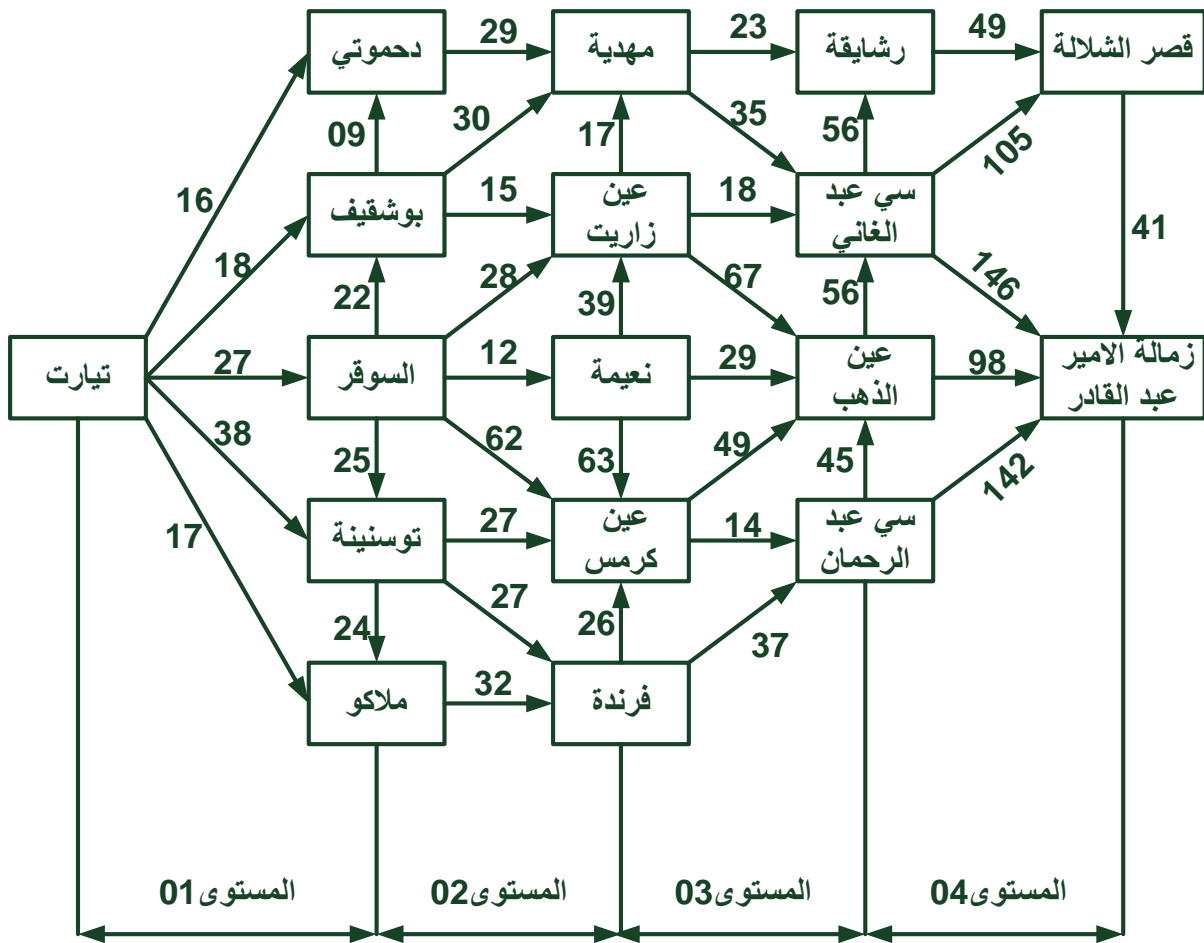 دحموتي
29
مهدية
23
رشايقة
49
قصر الشلالة
09
30
17
35
56
105
16
بوشقيف
15
عين
زاريت
18
سي عبد
الغاني
41
18
22
28
39
67
56
146
تيارت
27
السوقر
12
نعيمة
29
عين
الذهب
98
زمالة الامير
عبد القادر
38
25
62
63
49
45
142
17
توسنينة
27
عين
كرمس
14
سي عبد
الرحمان
24
27
26
37
ملاكو
32
فرندة
المستوى01
المستوى02
المستوى03
المستوى04